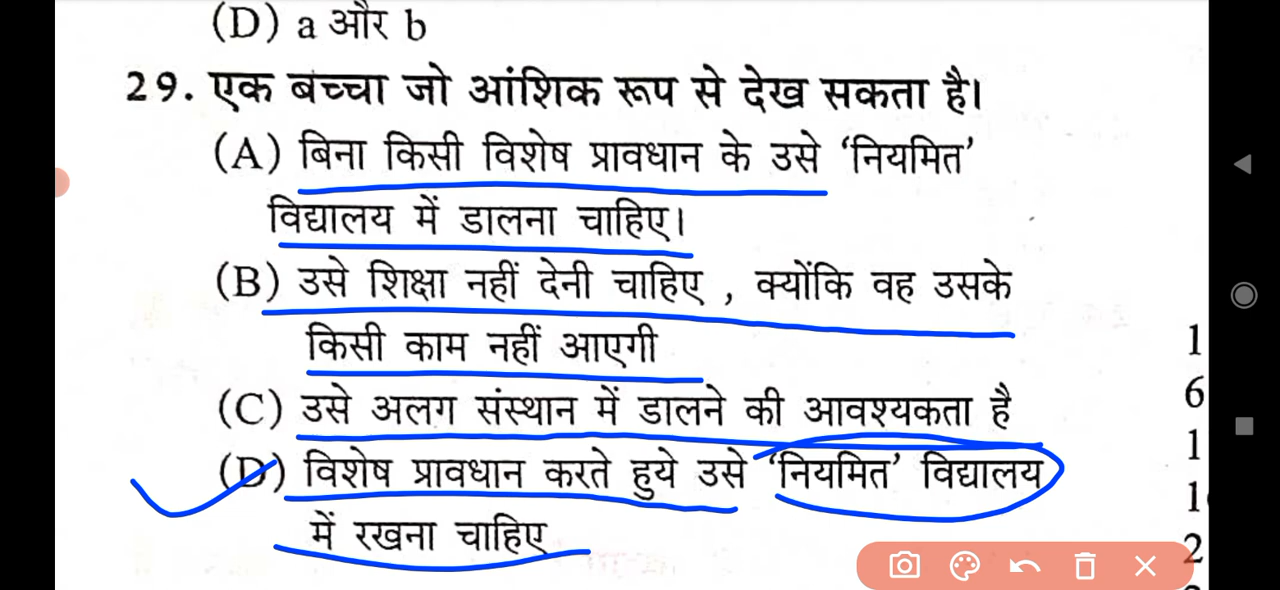 (D) a और b
29. एक बच्चा जो आंशिक रूप से देख सकता है।
(A) बिना किसी विशेष प्रावधान के उसे ‘नियमित’
विद्यालय में डालना चाहिए।
(B) उसे शिक्षा नहीं देनी चाहिए , क्योंकि वह उसके
किसी काम नहीं आएगी
(C) उसे अलग संस्थान में डालने की आवश्यकता है
(D) विशेष प्रावधान करते हुये उसे ‘नियमित’ विद्यालय
में रखना चाहिए
1
6
1
1
2